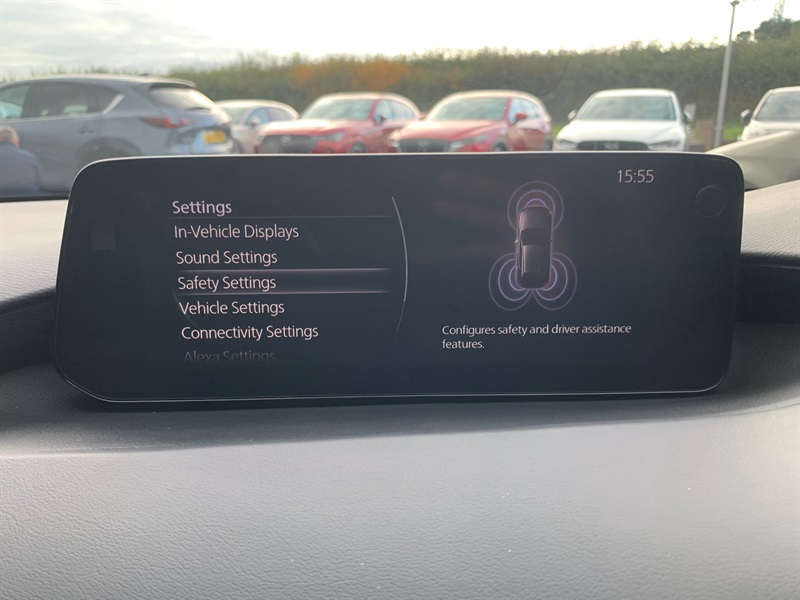 15:55
Settings
In-Vehicle Displays
Sound Settings
Safety Settings
Vehicle Settings
Connectivity Settings
Alexa Settings
Configures safety and driver assistance
features.